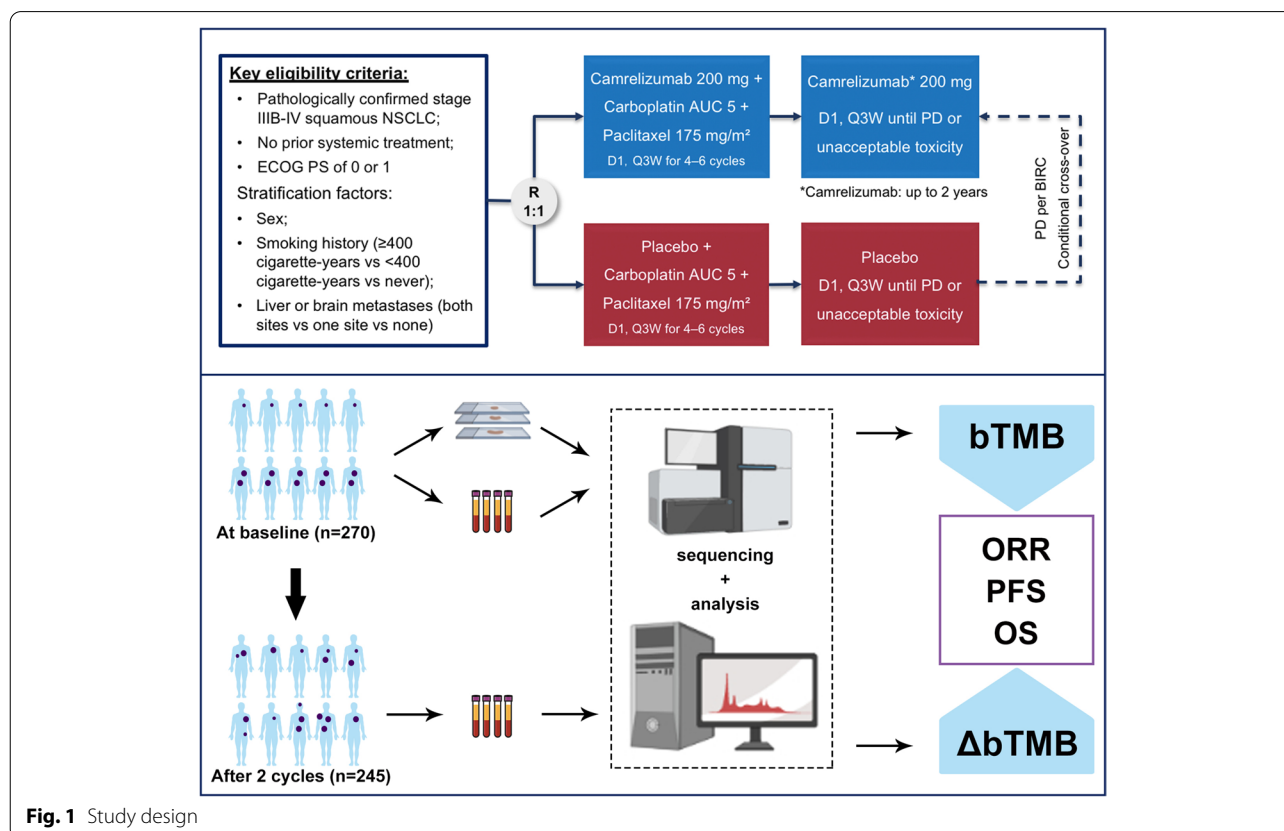 Key eligibility criteria:
• Pathologically confirmed stage
IIIB-IV squamous NSCLC;
• No prior systemic treatment;
• ECOG PS of 0 or 1
Stratification factors:
• Sex;
• Smoking history (≥400
cigarette-years vs <400
cigarette-years vs never);
• Liver or brain metastases (both
sites vs one site vs none)
R
1:1
Camrelizumab 200 mg +
Carboplatin AUC 5 +
Paclitaxel 175 mg/m²
D1, Q3W for 4–6 cycles
Camrelizumab* 200 mg
D1, Q3W until PD or
unacceptable toxicity
*Camrelizumab: up to 2 years
Placebo +
Carboplatin AUC 5 +
Paclitaxel 175 mg/m²
D1, Q3W for 4–6 cycles
Placebo
D1, Q3W until PD or
unacceptable toxicity
PD per BIRC
Conditional cross-over
At baseline (n=270)
After 2 cycles (n=245)
sequencing
+
analysis
bTMB
ORR
PFS
OS
ΔbTMB
Fig. 1 Study design